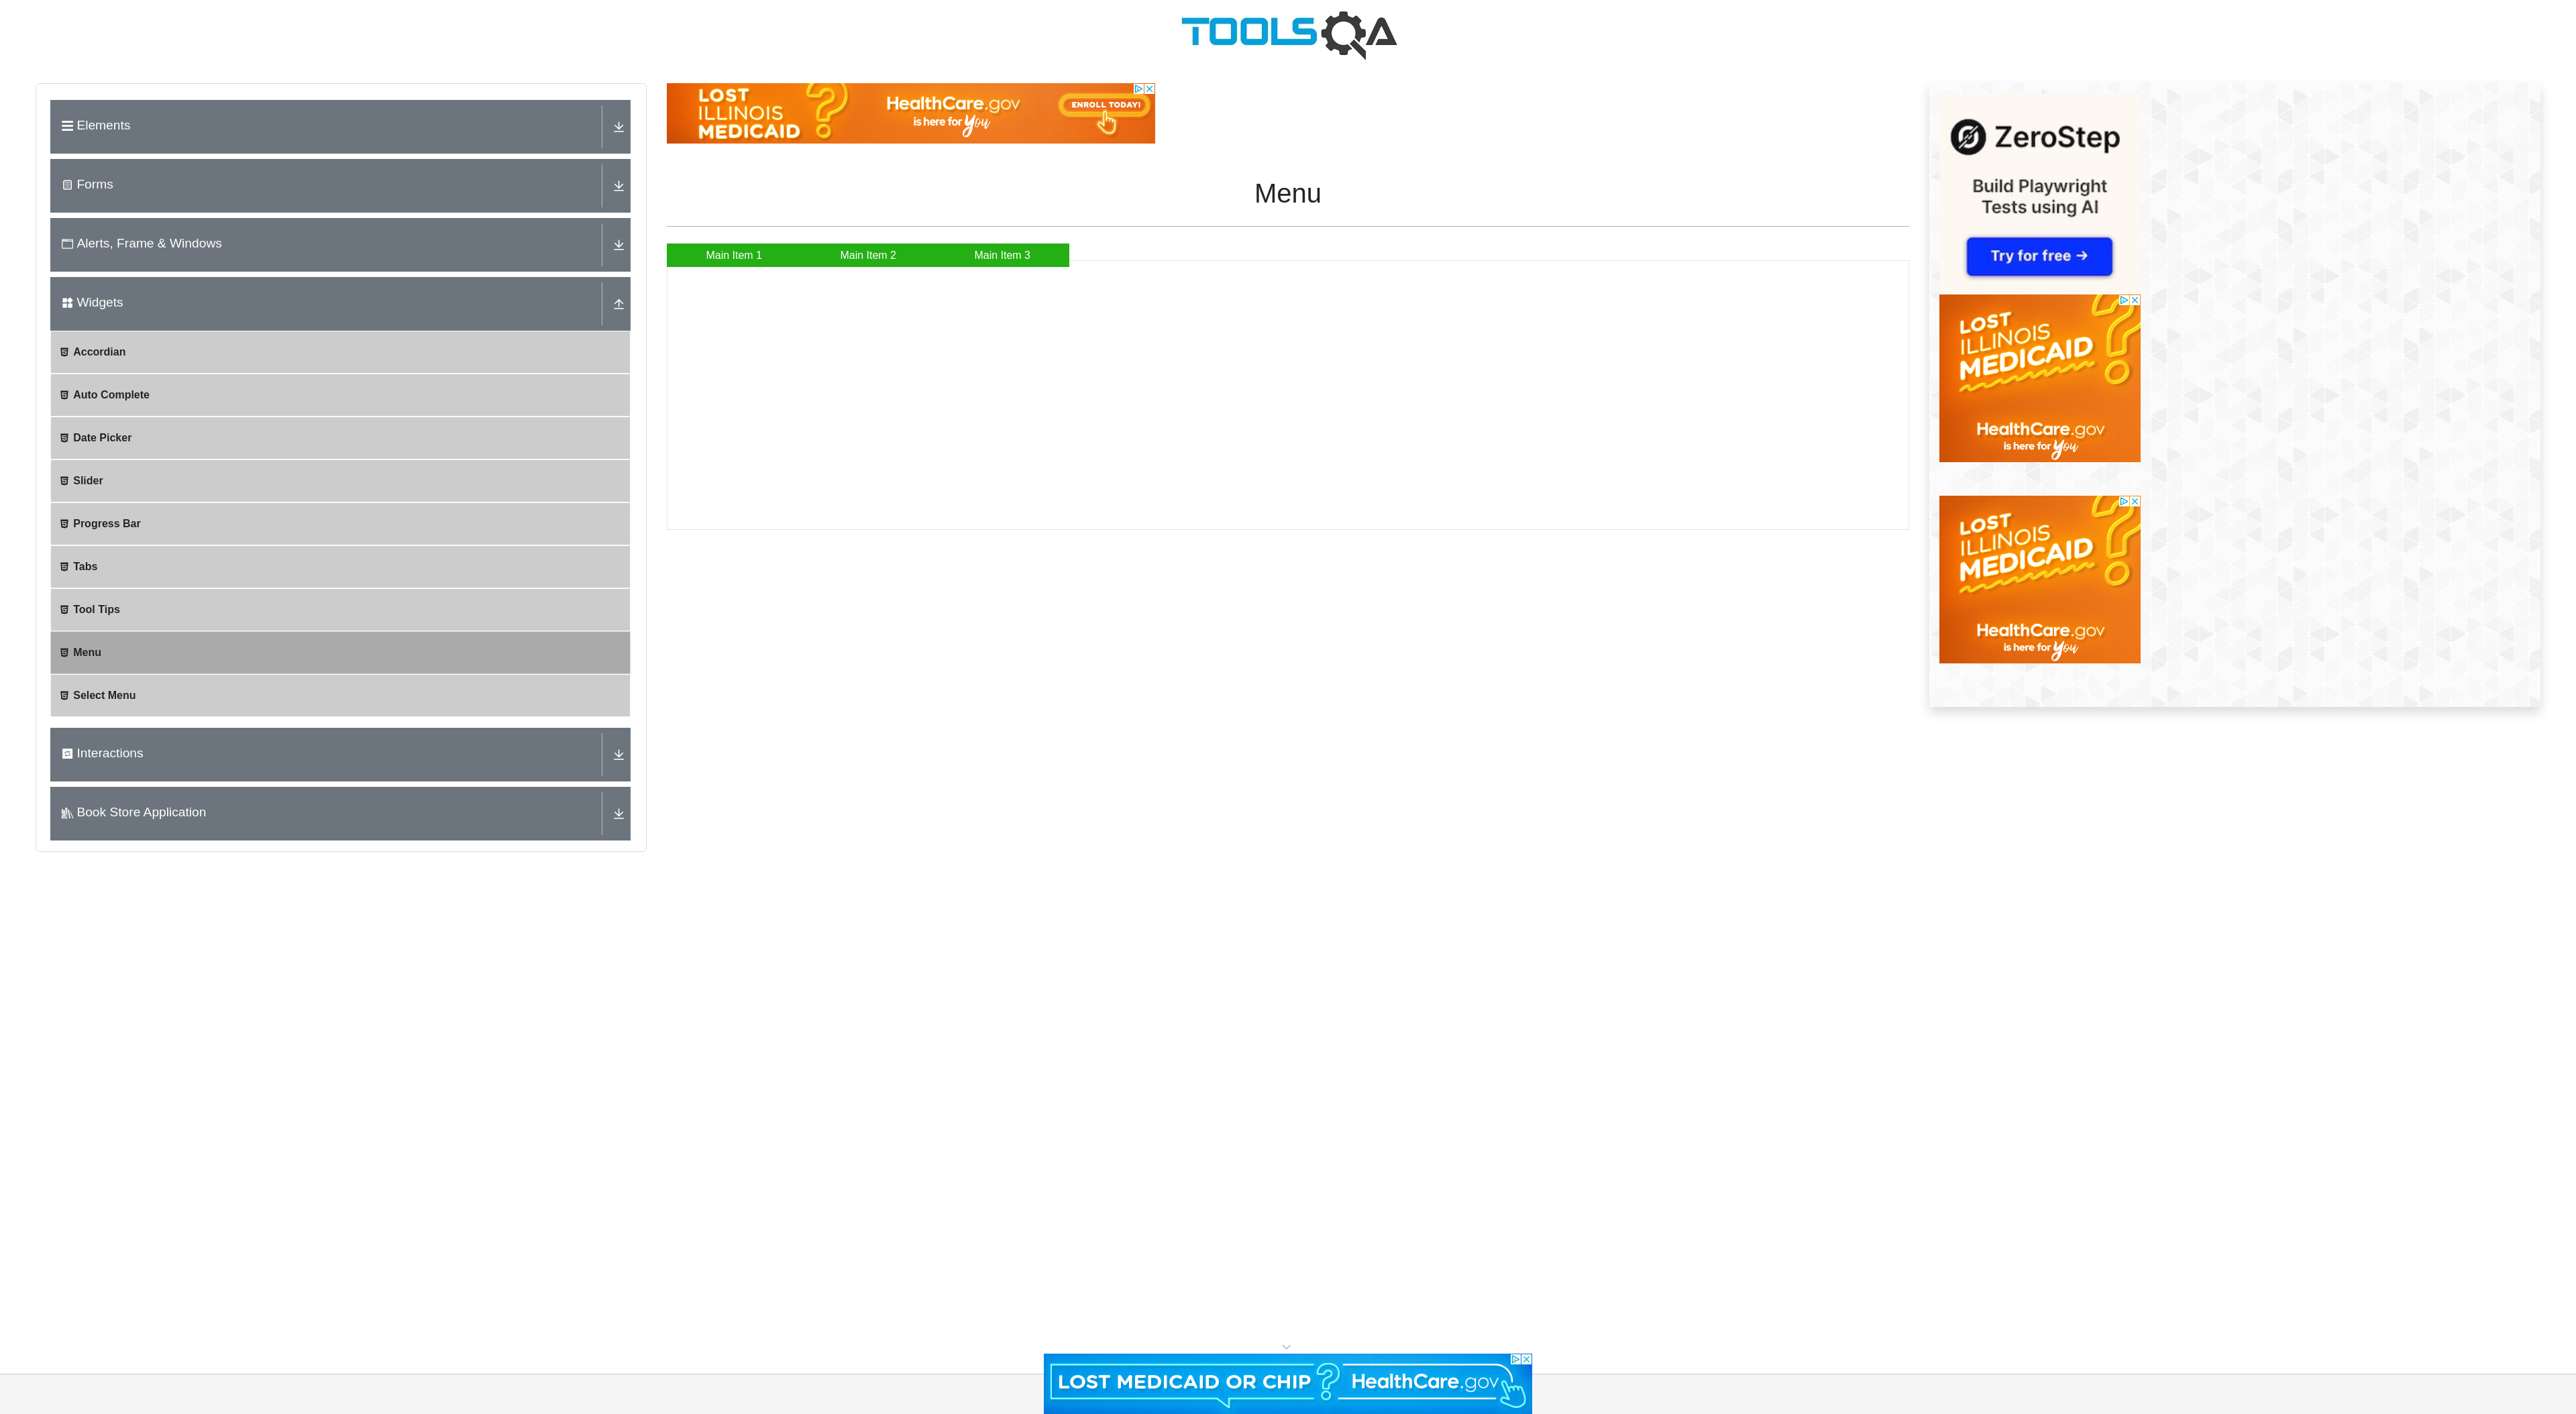 TOOLSQA
Elements
Forms
Alerts, Frame & Windows
Widgets
Accordian
Auto Complete
Date Picker
Slider
Progress Bar
Tabs
Tool Tips
Menu
Select Menu
Interactions
Book Store Application
LOST
ILLINOIS
MEDICAID
?
HealthCare.gov
is here for you
ENROLL TODAY!
Menu
Main Item 1
Main Item 2
Main Item 3
ZeroStep
Build Playwright
Tests using AI
Try for free →
LOST
ILLINOIS
MEDICAID
?
HealthCare.gov
is here for you
LOST
ILLINOIS
MEDICAID
?
HealthCare.gov
is here for you
LOST MEDICAID OR CHIP ? HealthCare.gov